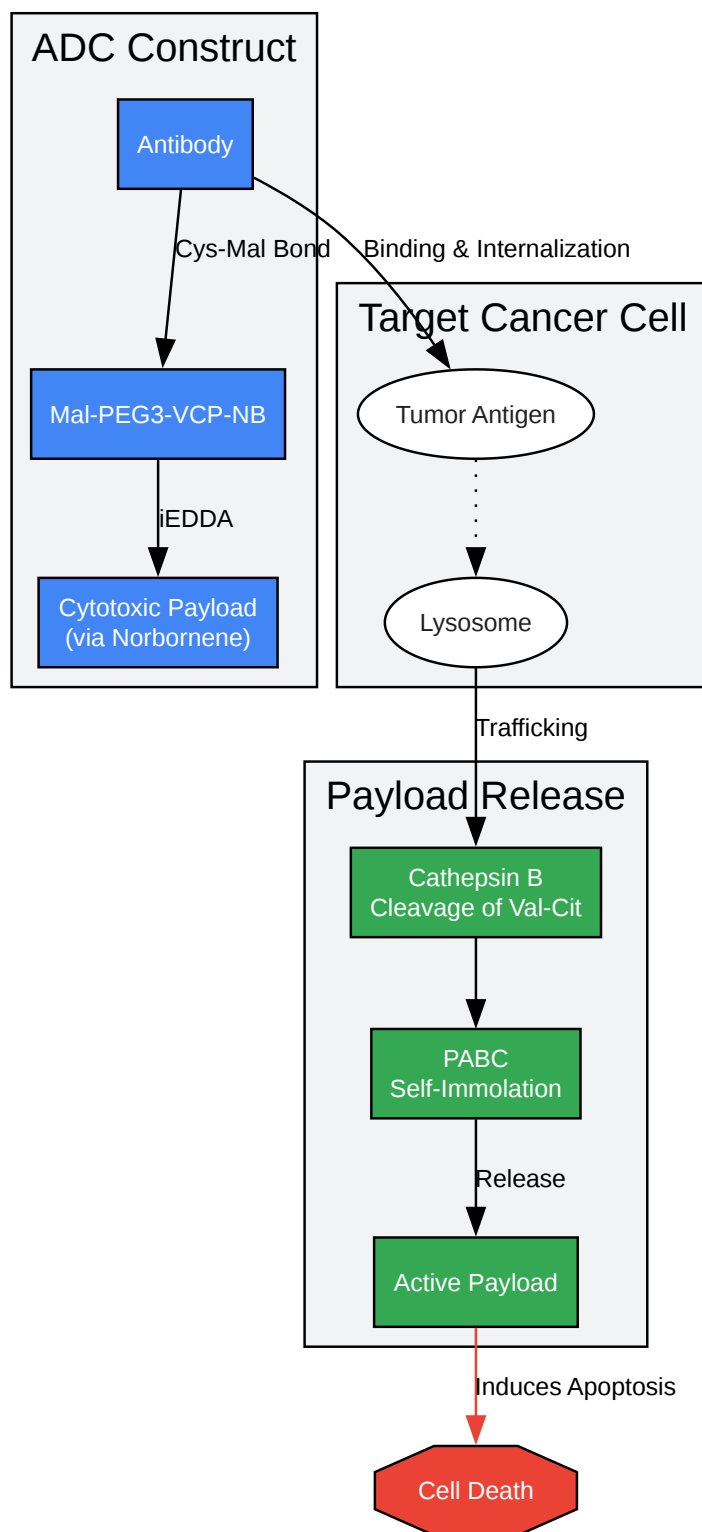 ADC Construct
Antibody
Cys-Mal Bond
Binding & Internalization
Target Cancer Cell
Mal-PEG3-VCP-NB
Tumor Antigen
iEDDA
Cytotoxic Payload
(via Norbornene)
Lysosome
Trafficking
Payload Release
Cathepsin B
Cleavage of Val-Cit
PABC
Self-Immolation
Release
Active Payload
Induces Apoptosis
Cell Death